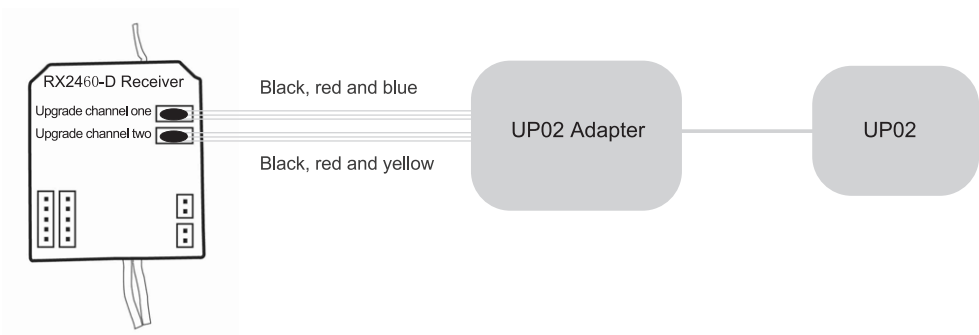 RX2460-D Receiver
Upgrade channel one
Upgrade channel two
Black, red and blue
Black, red and yellow
UP02 Adapter
UP02